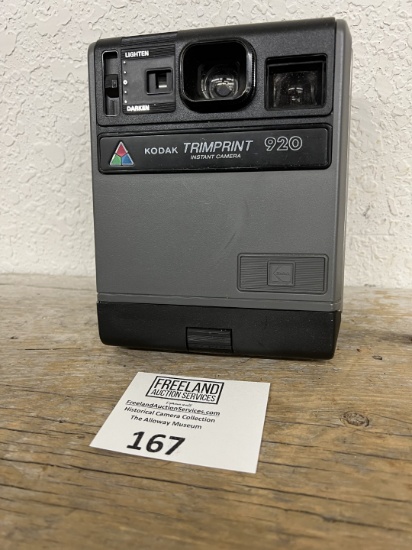 LIGHTEN
DARKEN
KODAK TRIMPRINT 920
INSTANT CAMERA
FREELAND
AUCTION SERVICES
FreelandAuctionServices.com
Historical Camera Collection
The Alloway Museum
167